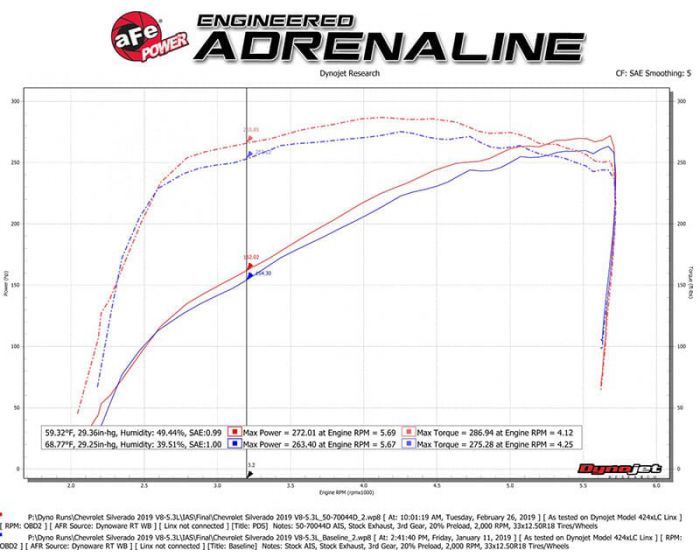 aFe POWER
ENGINEERED
ADRENALINE
Dynojet Research
CF: SAE Smoothing: 5
300
300
250
250
200
200
150
150
100
100
50
50
0
0
Power (hp)
Torque (ft-lbs)
162.02
154.30
59.32°F, 29.36in-hg, Humidity: 49.44%, SAE:0.99 Max Power = 272.01 at Engine RPM = 5.69 Max Torque = 286.94 at Engine RPM = 4.12
68.77°F, 29.25in-hg, Humidity: 39.51%, SAE:1.00 Max Power = 263.40 at Engine RPM = 5.67 Max Torque = 275.28 at Engine RPM = 4.25
3.2
Dynojet
RESEARCH
2.0 2.5 3.0 3.5 4.0 4.5 5.0 5.5 6.0
Engine RPM (rpmx1000)
P:\Dyno Runs\Chevrolet Silverado 2019 V8-5.3L\AIS\Final\Chevrolet Silverado 2019 V8-5.3L_50-70044D_2.wp8 [ At: 10:01:19 AM, Tuesday, February 26, 2019 ] [ As tested on Dynojet Model 424xLC Linx ]
[ RPM: OBD2 ] [ AFR Source: Dynoware RT WB ] [ Linx not connected ] [Title: PDS] Notes: 50-70044D AIS, Stock Exhaust, 3rd Gear, 20% Preload, 2,000 RPM, 33x12.50R18 Tires/Wheels
P:\Dyno Runs\Chevrolet Silverado 2019 V8-5.3L\AIS\Final\Chevrolet Silverado 2019 V8-5.3L_Baseline_2.wp8 [ At: 2:41:40 PM, Friday, January 11, 2019 ] [ As tested on Dynojet Model 424xLC Linx ]
[ RPM: OBD2 ] [ AFR Source: Dynoware RT WB ] [ Linx not connected ] [Title: Baseline] Notes: Stock AIS, Stock Exhaust, 3rd Gear, 20% Preload, 2,000 RPM, 33x12.50R18 Tires/Wheels